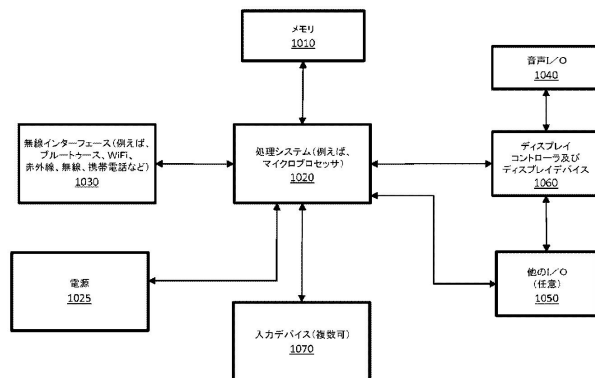 メモリ
1010
音声I/O
1040
無線インターフェース(例えば、
ブルートゥース、WiFi、
赤外線、無線、携帯電話など)
1030
処理システム(例えば、
マイクロプロセッサ)
1020
ディスプレイ
コントローラ及び
ディスプレイデバイス
1060
電源
1025
他のI/O
(任意)
1050
入力デバイス(複数可)
1070